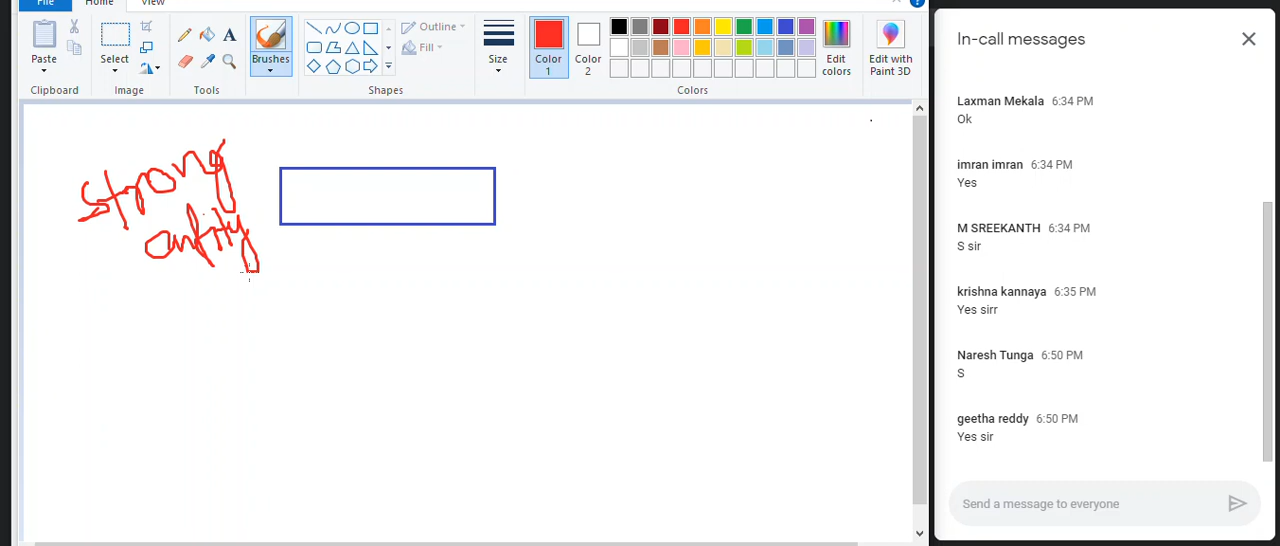 File Home View
Paste
Select
Brushes
Outline
Fill
Size
Color 1
Color 2
Edit colors
Edit with Paint 3D
Clipboard
Image
Tools
Shapes
Colors
strong
entity
In-call messages
Laxman Mekala 6:34 PM
Ok
imran imran 6:34 PM
Yes
M SREEKANTH 6:34 PM
S sir
krishna kannaya 6:35 PM
Yes sirr
Naresh Tunga 6:50 PM
S
geetha reddy 6:50 PM
Yes sir
Send a message to everyone